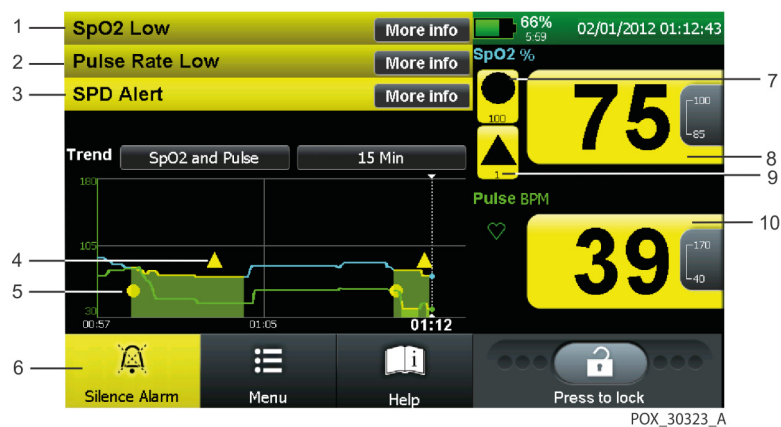 1
SpO2 Low
More info
2
Pulse Rate Low
More info
3
SPD Alert
More info
66%
5:59
02/01/2012 01:12:43
SpO2 %
7
100
75
100
85
8
1
9
Trend
SpO2 and Pulse
15 Min
180
105
30
4
5
00:57
01:05
01:12
Pulse BPM
39
170
40
10
6
Silence Alarm
Menu
i
Help
Press to lock
POX_30323_A